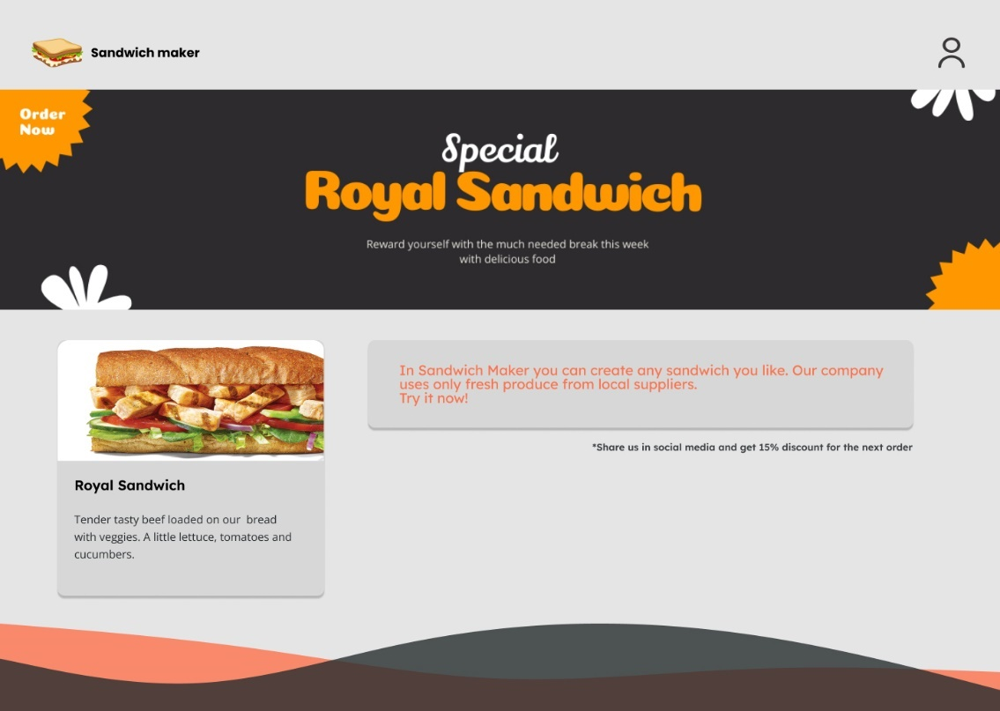 Sandwich maker
Order
Now
Special
Royal Sandwich
Reward yourself with the much needed break this week
with delicious food
In Sandwich Maker you can create any sandwich you like. Our company
uses only fresh produce from local suppliers.
Try it now!
*Share us in social media and get 15% discount for the next order
Royal Sandwich
Tender tasty beef loaded on our  bread
with veggies. A little lettuce, tomatoes and
cucumbers.